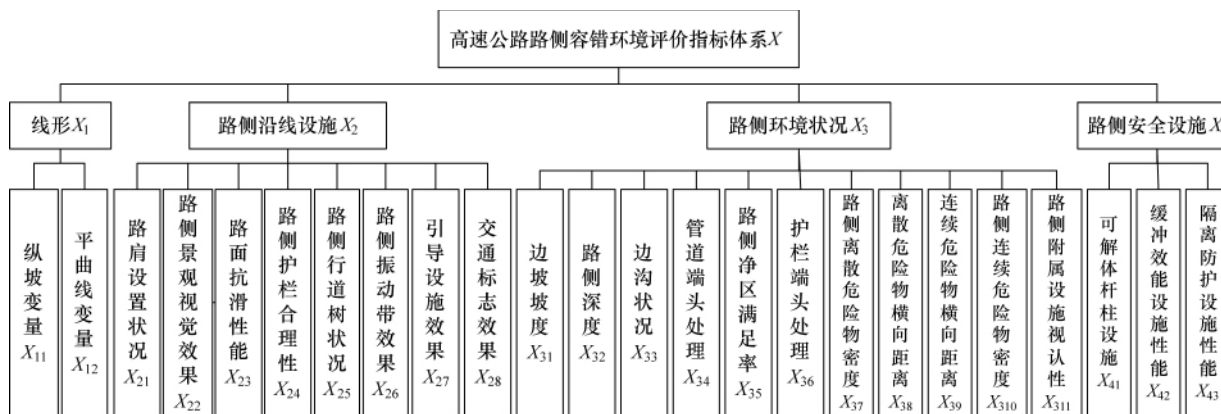 高速公路路侧容错环境评价指标体系X
线形X₁
路侧沿线设施X₂
路侧环境状况X₃
路侧安全设施X
纵坡变量X₁₁
平曲线变量X₁₂
路肩设置状况X₂₁
路侧景观视觉效果X₂₂
路面抗滑性能X₂₃
路侧护栏合理性X₂₄
路侧行道树状况X₂₅
路侧振动带效果X₂₆
引导设施效果X₂₇
交通标志效果X₂₈
边坡坡度X₃₁
路侧深度X₃₂
边沟状况X₃₃
管道端头处理X₃₄
路侧净区满足率X₃₅
护栏端头处理X₃₆
路侧离散危险物密度X₃₇
离散危险物横向距离X₃₈
连续危险物横向距离X₃₉
路侧连续危险物密度X₃₁₀
路侧附属设施视认性X₃₁₁
可解体杆柱设施X₄₁
缓冲效能设施性能X₄₂
隔离防护设施性能X₄₃